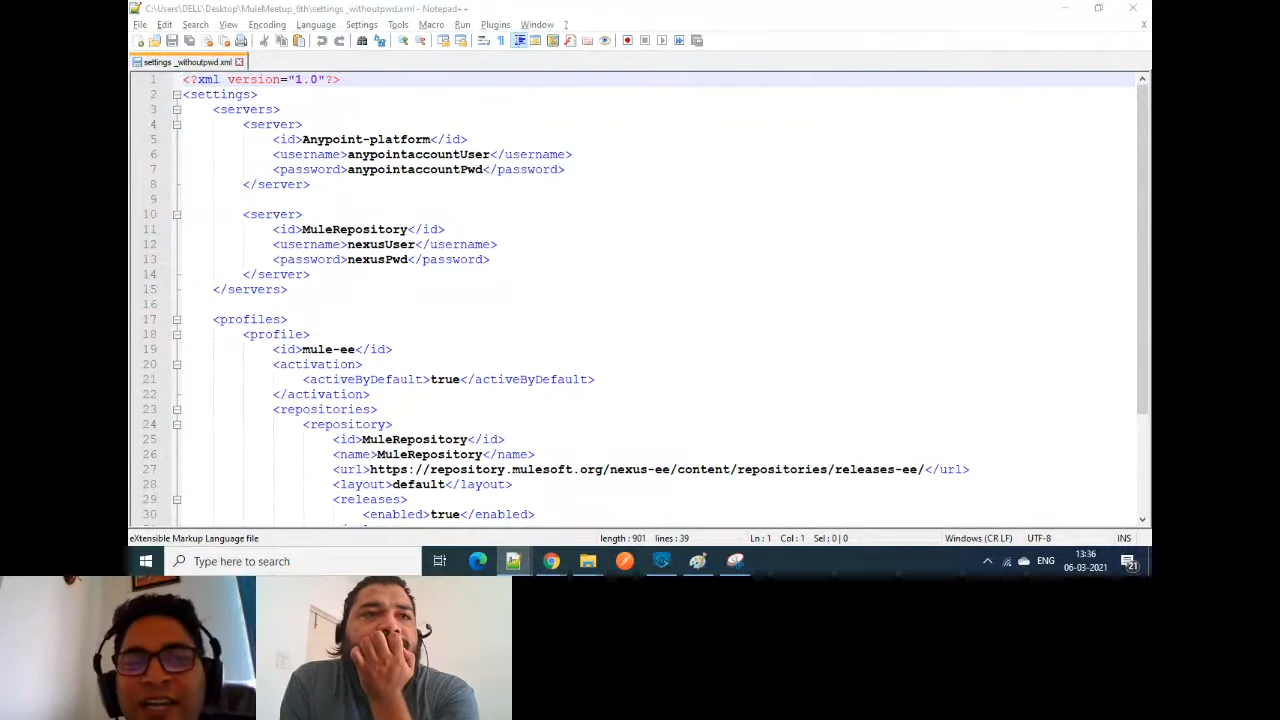 C:\Users\DELL\Desktop\MuleMeetup_6th\settings _withoutpwd.xml - Notepad++
File Edit Search View Encoding Language Settings Tools Macro Run Plugins Window ?
X
settings _withoutpwd.xml
1 <?xml version="1.0"?>
2 <settings>
3 <servers>
4 <server>
5 <id>Anypoint-platform</id>
6 <username>anypointaccountUser</username>
7 <password>anypointaccountPwd</password>
8 </server>
9
10 <server>
11 <id>MuleRepository</id>
12 <username>nexusUser</username>
13 <password>nexusPwd</password>
14 </server>
15 </servers>
16
17 <profiles>
18 <profile>
19 <id>mule-ee</id>
20 <activation>
21 <activeByDefault>true</activeByDefault>
22 </activation>
23 <repositories>
24 <repository>
25 <id>MuleRepository</id>
26 <name>MuleRepository</name>
27 <url>https://repository.mulesoft.org/nexus-ee/content/repositories/releases-ee/</url>
28 <layout>default</layout>
29 <releases>
30 <enabled>true</enabled>
eXtensible Markup Language file length : 901 lines : 39 Ln : 1 Col : 1 Sel : 0 | 0 Windows (CR LF) UTF-8 INS
Type here to search
ENG
13:36
06-03-2021
21